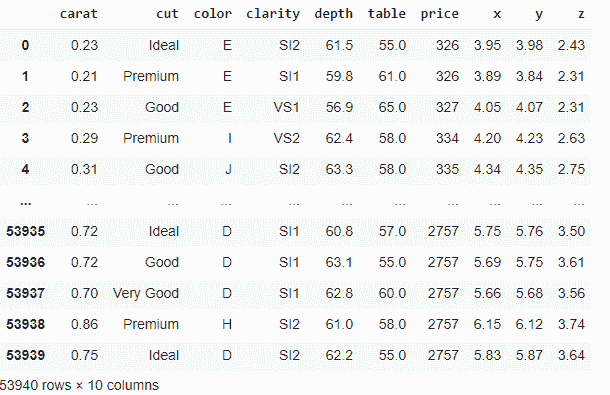 carat cut color clarity depth table price x y z
0 0.23 Ideal E SI2 61.5 55.0 326 3.95 3.98 2.43
1 0.21 Premium E SI1 59.8 61.0 326 3.89 3.84 2.31
2 0.23 Good E VS1 56.9 65.0 327 4.05 4.07 2.31
3 0.29 Premium I VS2 62.4 58.0 334 4.20 4.23 2.63
4 0.31 Good J SI2 63.3 58.0 335 4.34 4.35 2.75
... ... ... ... ... ... ... ... ... ... ...
53935 0.72 Ideal D SI1 60.8 57.0 2757 5.75 5.76 3.50
53936 0.72 Good D SI1 63.1 55.0 2757 5.69 5.75 3.61
53937 0.70 Very Good D SI1 62.8 60.0 2757 5.66 5.68 3.56
53938 0.86 Premium H SI2 61.0 58.0 2757 6.15 6.12 3.74
53939 0.75 Ideal D SI2 62.2 55.0 2757 5.83 5.87 3.64
53940 rows × 10 columns